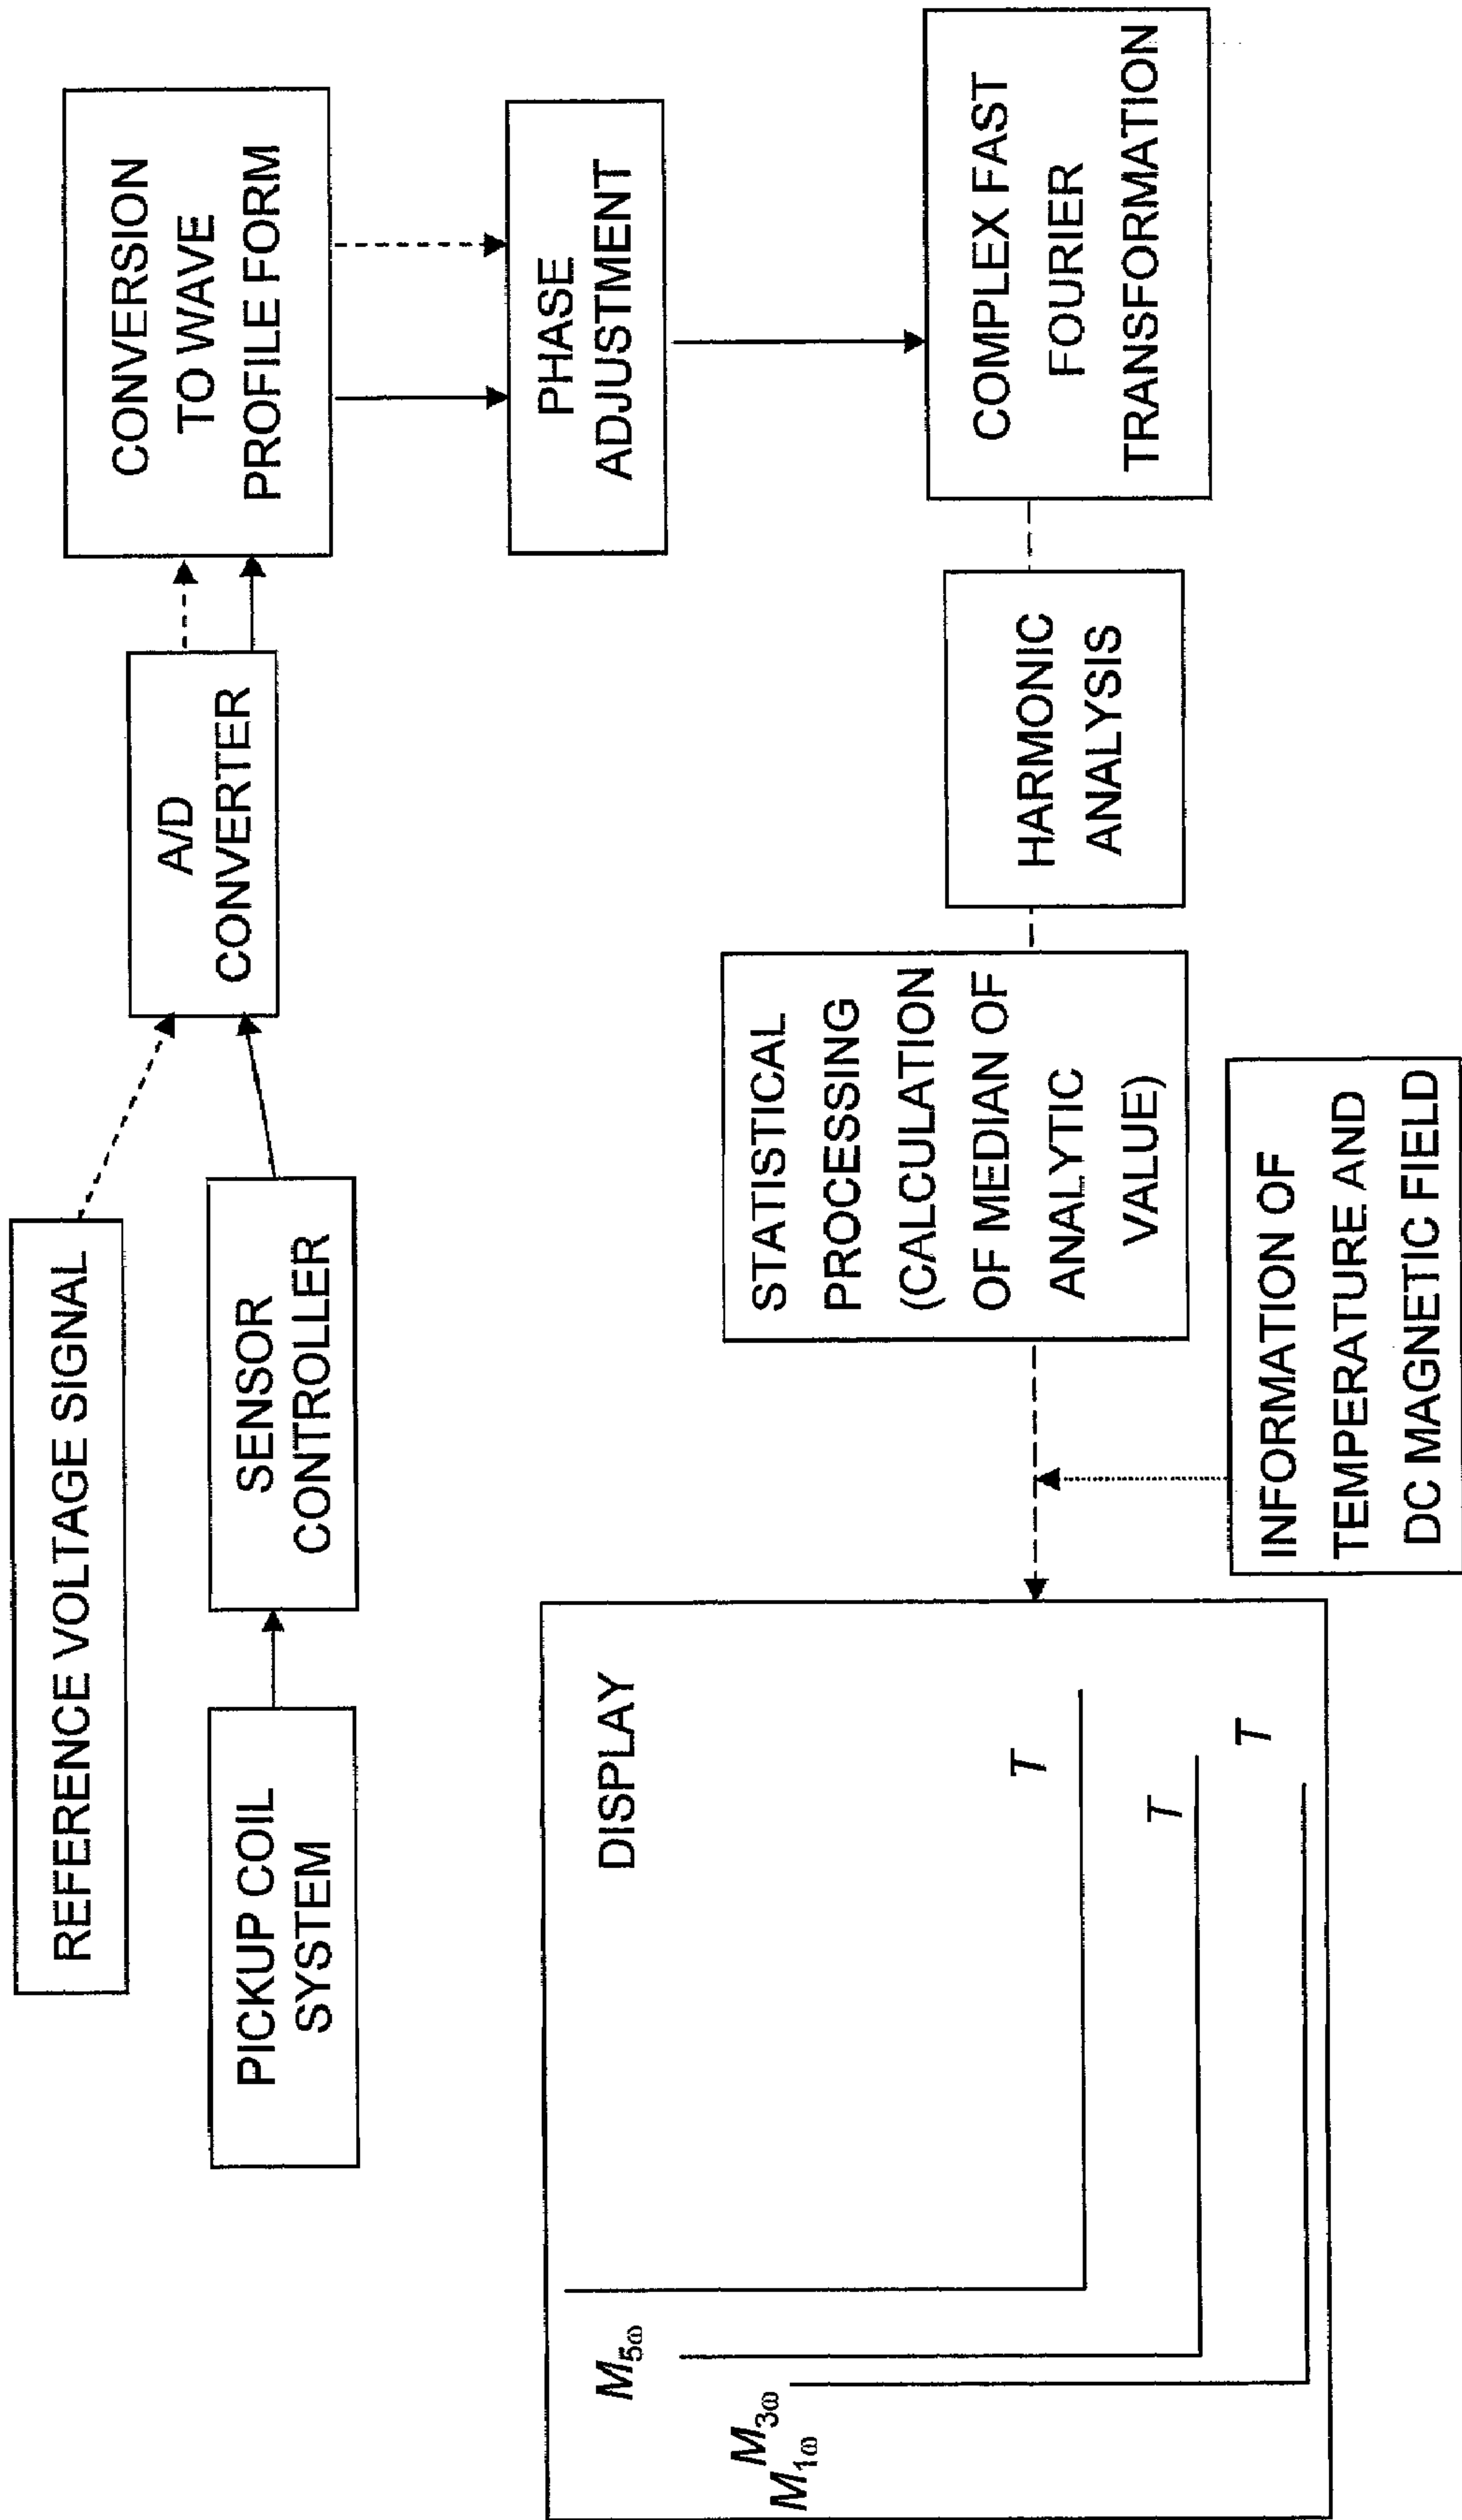 REFERENCE VOLTAGE SIGNAL
PICKUP COIL
SYSTEM
SENSOR
CONTROLLER
A/D
CONVERTER
CONVERSION
TO WAVE
PROFILE FORM
PHASE
ADJUSTMENT
COMPLEX FAST
FOURIER
TRANSFORMATION
HARMONIC
ANALYSIS
STATISTICAL
PROCESSING
(CALCULATION
OF MEDIAN OF
ANALYTIC
VALUE)
INFORMATION OF
TEMPERATURE AND
DC MAGNETIC FIELD
DISPLAY
M5ω
M3ω
M1ω
T
T
T